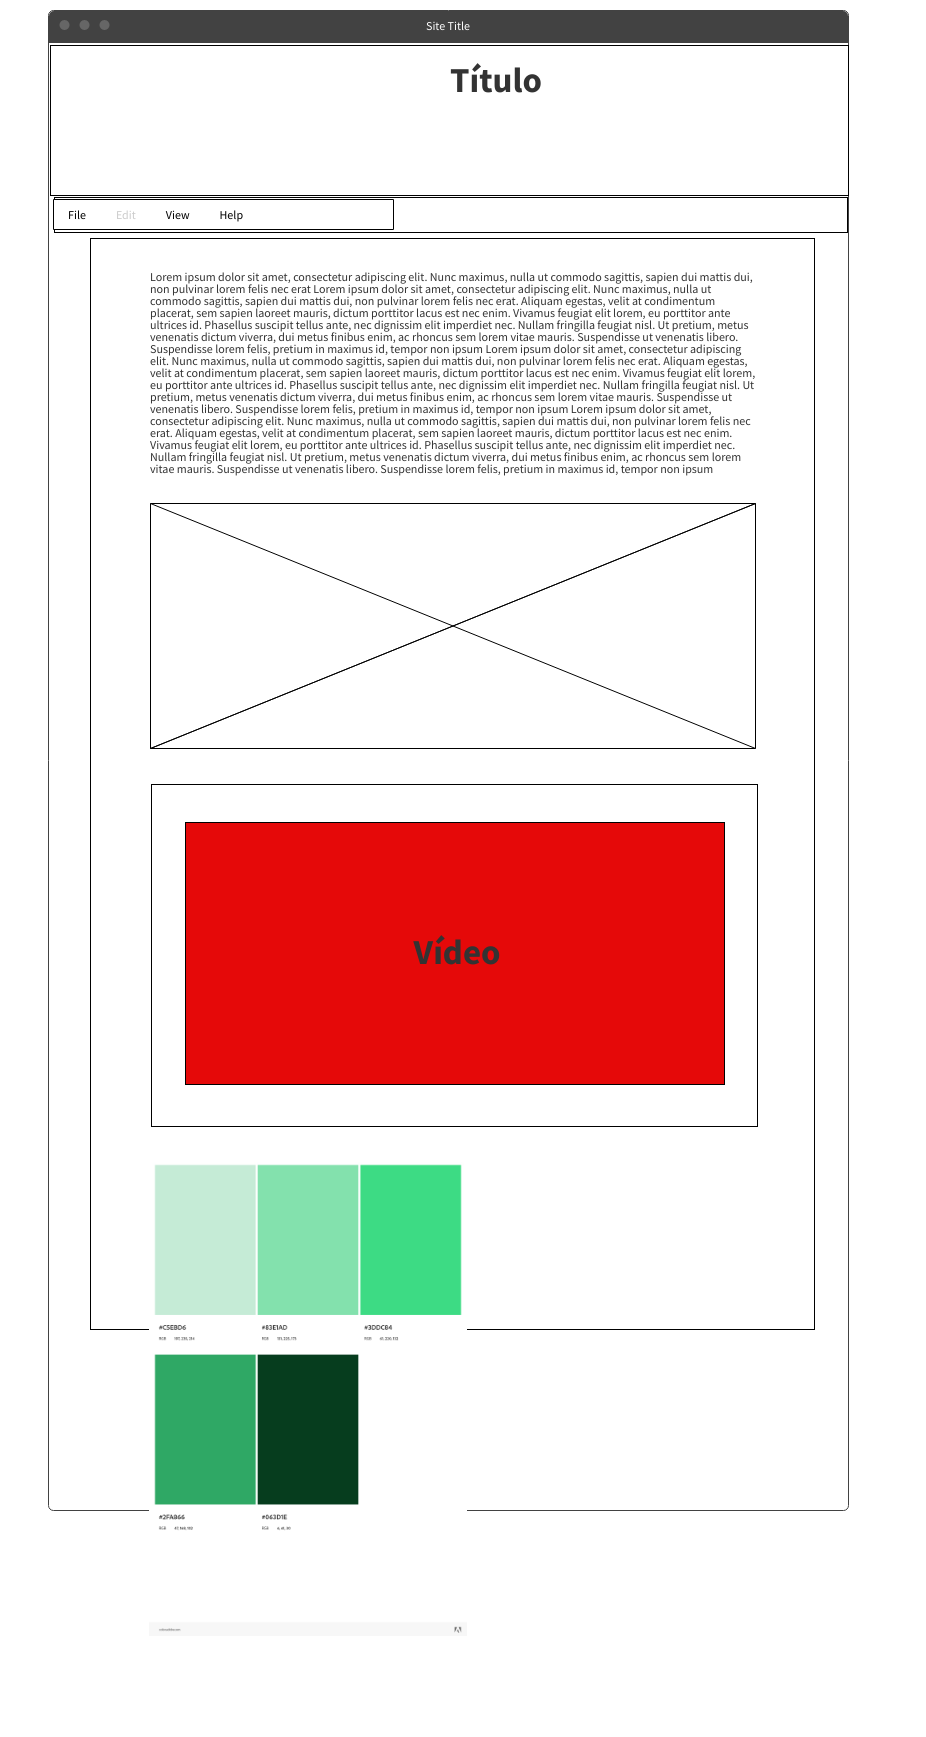 Site Title
Título
File Edit View Help
Lorem ipsum dolor sit amet, consectetur adipiscing elit. Nunc maximus, nulla ut commodo sagittis, sapien dui mattis dui,
non pulvinar lorem felis nec erat Lorem ipsum dolor sit amet, consectetur adipiscing elit. Nunc maximus, nulla ut
commodo sagittis, sapien dui mattis dui, non pulvinar lorem felis nec erat. Aliquam egestas, velit at condimentum
placerat, sem sapien laoreet mauris, dictum porttitor lacus est nec enim. Vivamus feugiat elit lorem, eu porttitor ante
ultrices id. Phasellus suscipit tellus ante, nec dignissim elit imperdiet nec. Nullam fringilla feugiat nisl. Ut pretium, metus
venenatis dictum viverra, dui metus finibus enim, ac rhoncus sem lorem vitae mauris. Suspendisse ut venenatis libero.
Suspendisse lorem felis, pretium in maximus id, tempor non ipsum Lorem ipsum dolor sit amet, consectetur adipiscing
elit. Nunc maximus, nulla ut commodo sagittis, sapien dui mattis dui, non pulvinar lorem felis nec erat. Aliquam egestas,
velit at condimentum placerat, sem sapien laoreet mauris, dictum porttitor lacus est nec enim. Vivamus feugiat elit lorem,
eu porttitor ante ultrices id. Phasellus suscipit tellus ante, nec dignissim elit imperdiet nec. Nullam fringilla feugiat nisl. Ut
pretium, metus venenatis dictum viverra, dui metus finibus enim, ac rhoncus sem lorem vitae mauris. Suspendisse ut
venenatis libero. Suspendisse lorem felis, pretium in maximus id, tempor non ipsum Lorem ipsum dolor sit amet,
consectetur adipiscing elit. Nunc maximus, nulla ut commodo sagittis, sapien dui mattis dui, non pulvinar lorem felis nec
erat. Aliquam egestas, velit at condimentum placerat, sem sapien laoreet mauris, dictum porttitor lacus est nec enim.
Vivamus feugiat elit lorem, eu porttitor ante ultrices id. Phasellus suscipit tellus ante, nec dignissim elit imperdiet nec.
Nullam fringilla feugiat nisl. Ut pretium, metus venenatis dictum viverra, dui metus finibus enim, ac rhoncus sem lorem
vitae mauris. Suspendisse ut venenatis libero. Suspendisse lorem felis, pretium in maximus id, tempor non ipsum
Vídeo
#C5EBD6 #83E1AD #3DDC84
RGB RGB RGB
#2FA866 #063D1E
RGB RGB